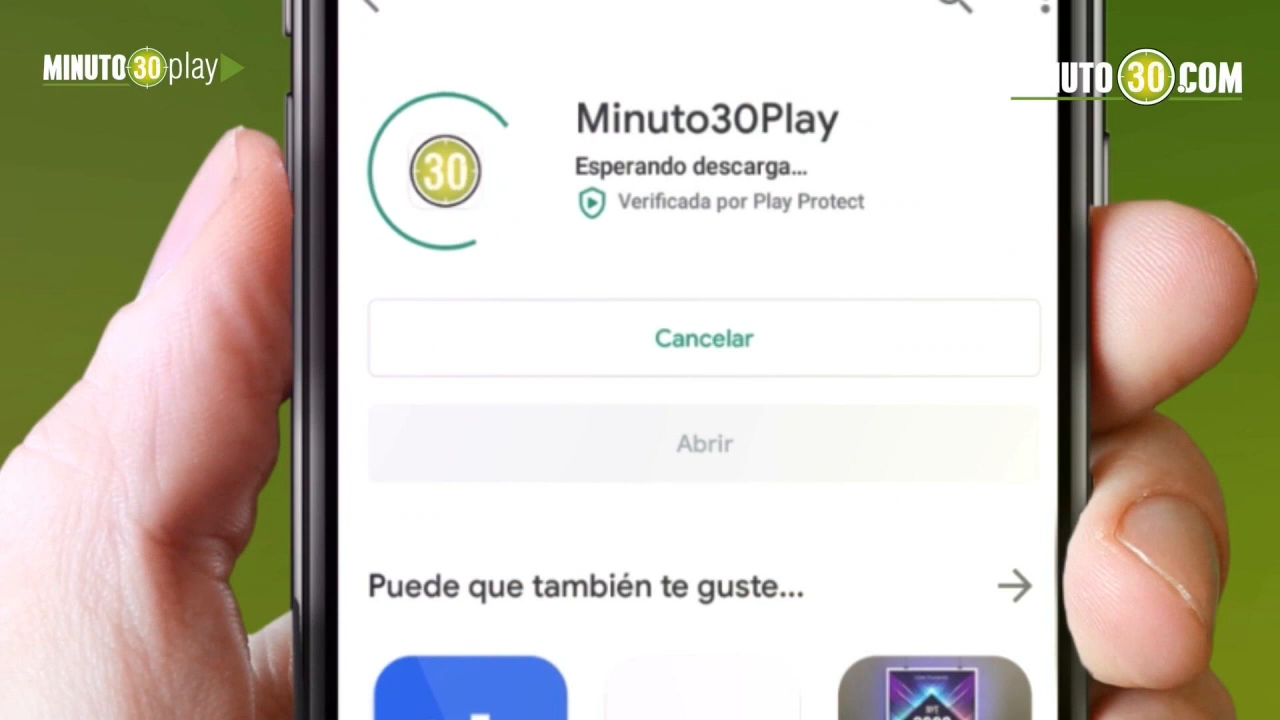 MINUTO 30 play
UTO 30 .COM
30
Minuto30Play
Esperando descarga...
Verificada por Play Protect
Cancelar
Abrir
Puede que también te guste...